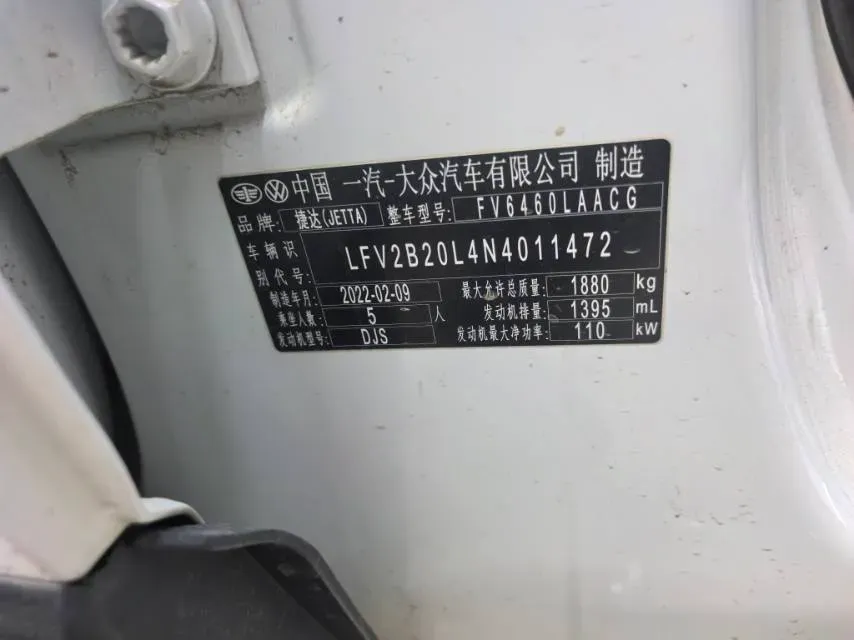 中国 一汽-大众汽车有限公司 制造
品牌: 捷达(JETTA) 整车型号: FV6460LAACG
车辆识别代号: LFV2B20L4N4011472
制造年月: 2022-02-09 最大允许总质量: 1880 kg
乘坐人数: 5 人 发动机排量: 1395 mL
发动机型号: DJS 发动机最大净功率: 110 kW